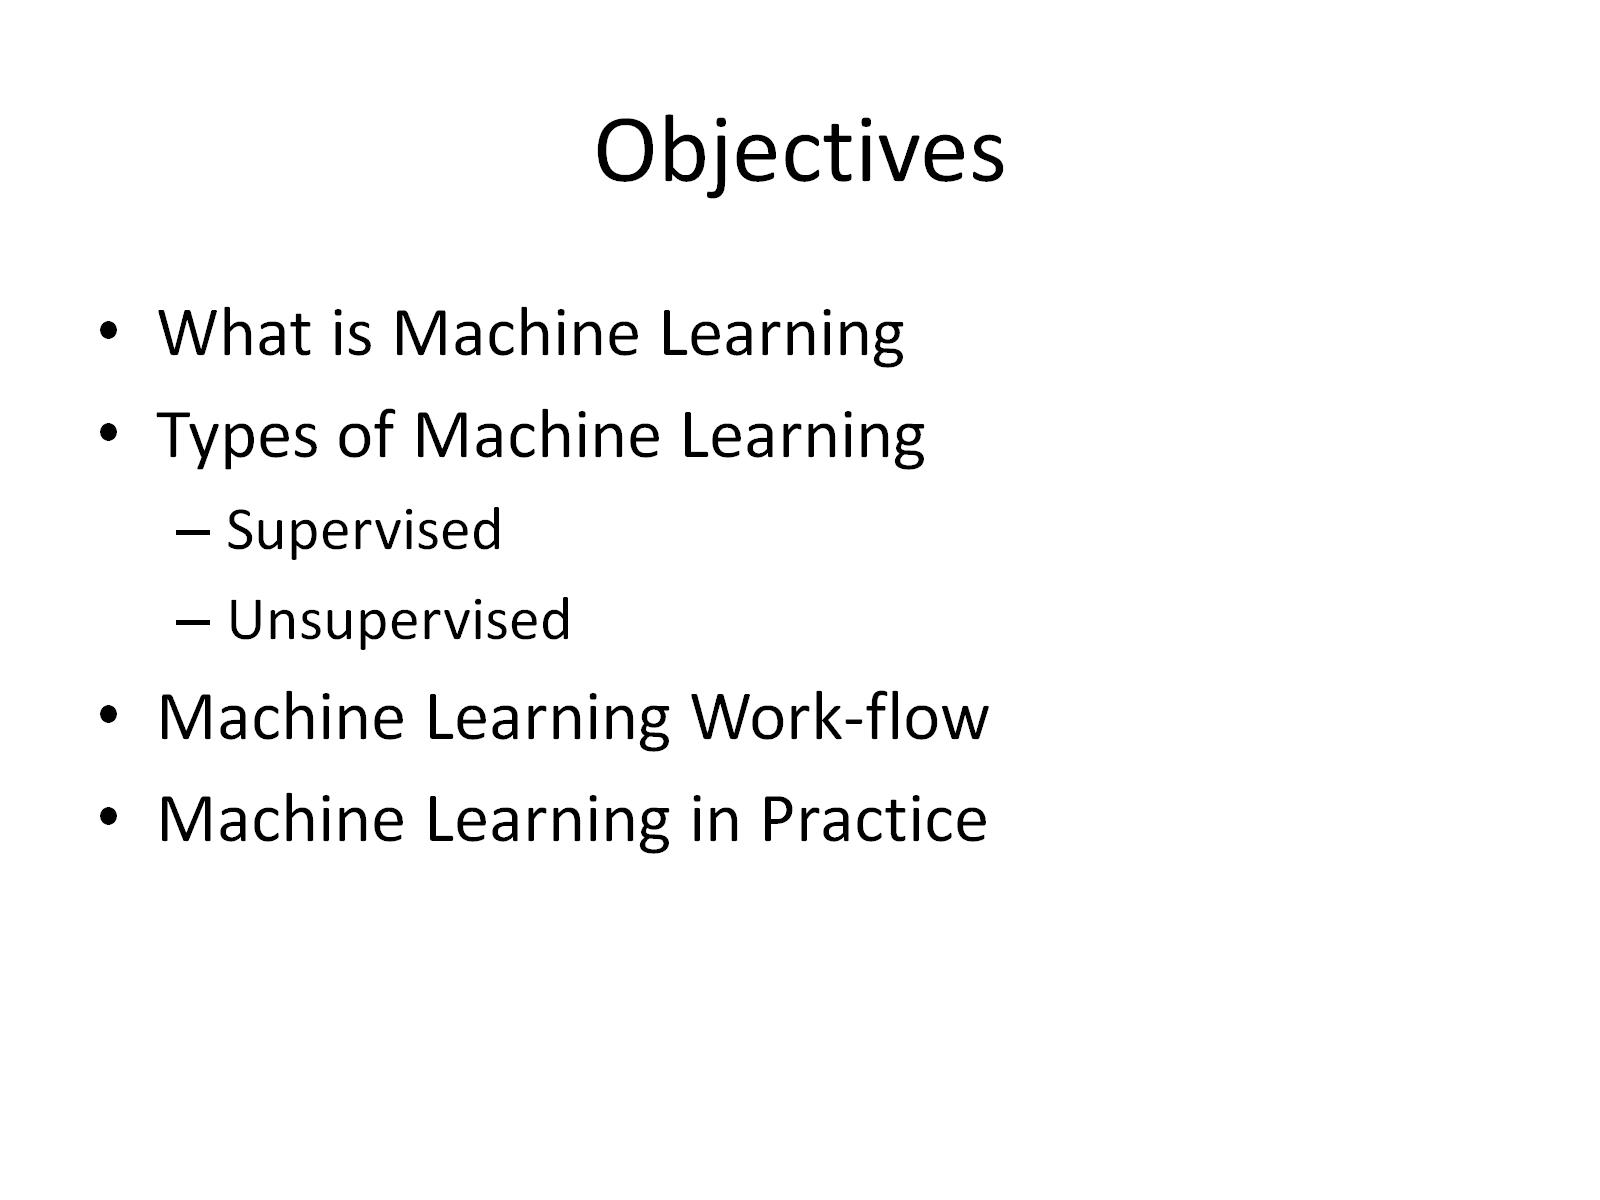 Objectives
• What is Machine Learning
• Types of Machine Learning
– Supervised
– Unsupervised
• Machine Learning Work-flow
• Machine Learning in Practice